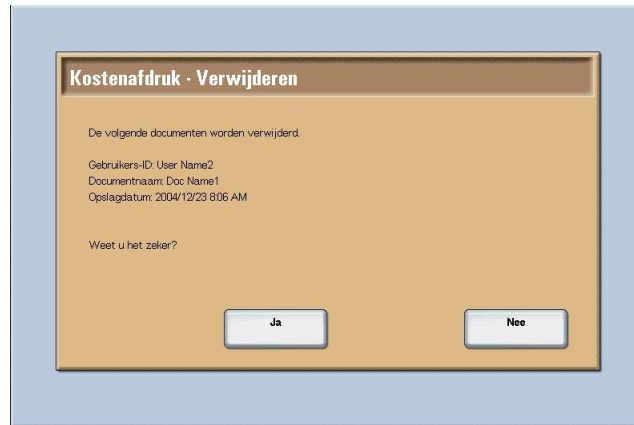 Kostenafdruk - Verwijderen
De volgende documenten worden verwijderd.
Gebruikers-ID: User Name2
Documentnaam: Doc Name1
Opslagdatum: 2004/12/23 8:06 AM
Weet u het zeker?
Ja
Nee